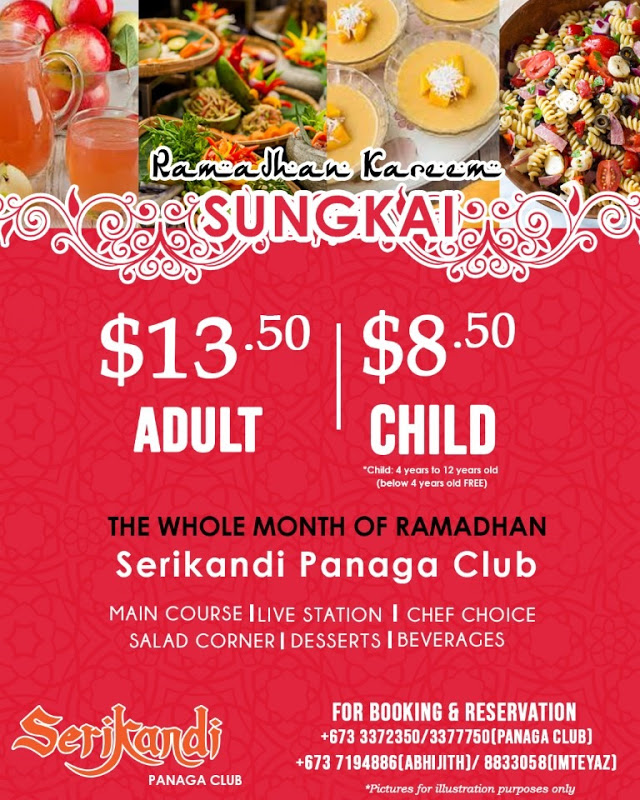 Ramadhan Kareem
SUNGKAI
$13.50 | $8.50
ADULT | CHILD
*Child: 4 years to 12 years old
(below 4 years old FREE)
THE WHOLE MONTH OF RAMADHAN
Serikandi Panaga Club
MAIN COURSE | LIVE STATION | CHEF CHOICE
SALAD CORNER | DESSERTS | BEVERAGES
Serikandi
PANAGA CLUB
FOR BOOKING & RESERVATION
+673 3372350/3377750(PANAGA CLUB)
+673 7194886(ABHIJITH)/ 8833058(IMTEYAZ)
*Pictures for illustration purposes only